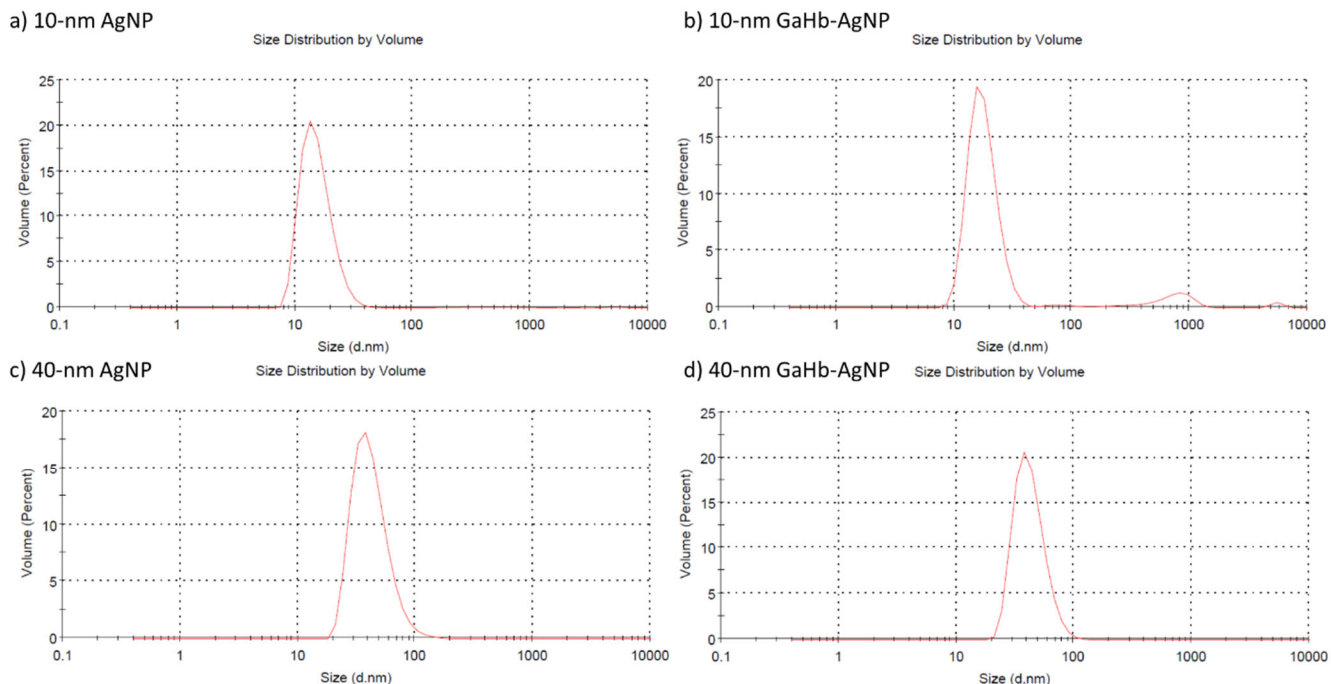 a) 10-nm AgNP
Size Distribution by Volume
Volume (Percent)
25
20
15
10
5
0
0.1 1 10 100 1000 10000
Size (d.nm)
b) 10-nm GaHb-AgNP
Size Distribution by Volume
Volume (Percent)
20
15
10
5
0
0.1 1 10 100 1000 10000
Size (d.nm)
c) 40-nm AgNP
Size Distribution by Volume
Volume (Percent)
20
15
10
5
0
0.1 1 10 100 1000 10000
Size (d.nm)
d) 40-nm GaHb-AgNP
Size Distribution by Volume
Volume (Percent)
25
20
15
10
5
0
0.1 1 10 100 1000 10000
Size (d.nm)